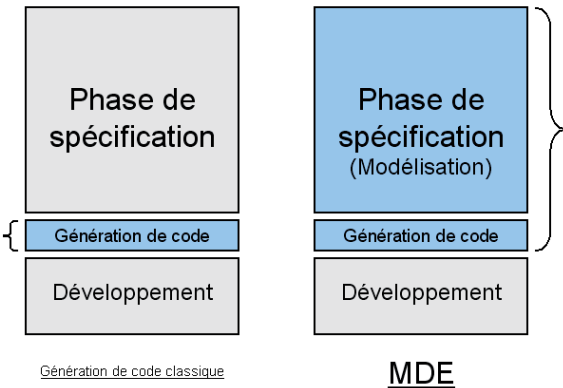 Phase de
spécification
Génération de code
Développement
Génération de code classique
Phase de
spécification
(Modélisation)
Génération de code
Développement
MDE